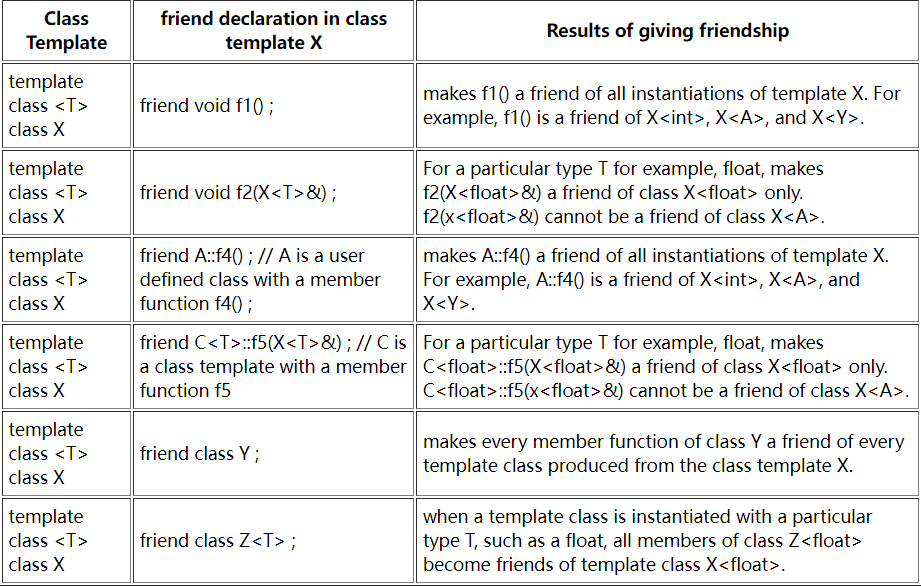 Class
Template
friend declaration in class
template X
Results of giving friendship
template
class <T>
class X
friend void f1() ;
makes f1() a friend of all instantiations of template X. For
example, f1() is a friend of X<int>, X<A>, and X<Y>.
template
class <T>
class X
friend void f2(X<T>&) ;
For a particular type T for example, float, makes
f2(X<float>&) a friend of class X<float> only.
f2(x<float>&) cannot be a friend of class X<A>.
template
class <T>
class X
friend A::f4() ; // A is a user
defined class with a member
function f4() ;
makes A::f4() a friend of all instantiations of template X.
For example, A::f4() is a friend of X<int>, X<A>, and
X<Y>.
template
class <T>
class X
friend C<T>::f5(X<T>&) ; // C is
a class template with a member
function f5
For a particular type T for example, float, makes
C<float>::f5(X<float>&) a friend of class X<float> only.
C<float>::f5(x<float>&) cannot be a friend of class X<A>.
template
class <T>
class X
friend class Y ;
makes every member function of class Y a friend of every
template class produced from the class template X.
template
class <T>
class X
friend class Z<T> ;
when a template class is instantiated with a particular
type T, such as a float, all members of class Z<float>
become friends of template class X<float>.